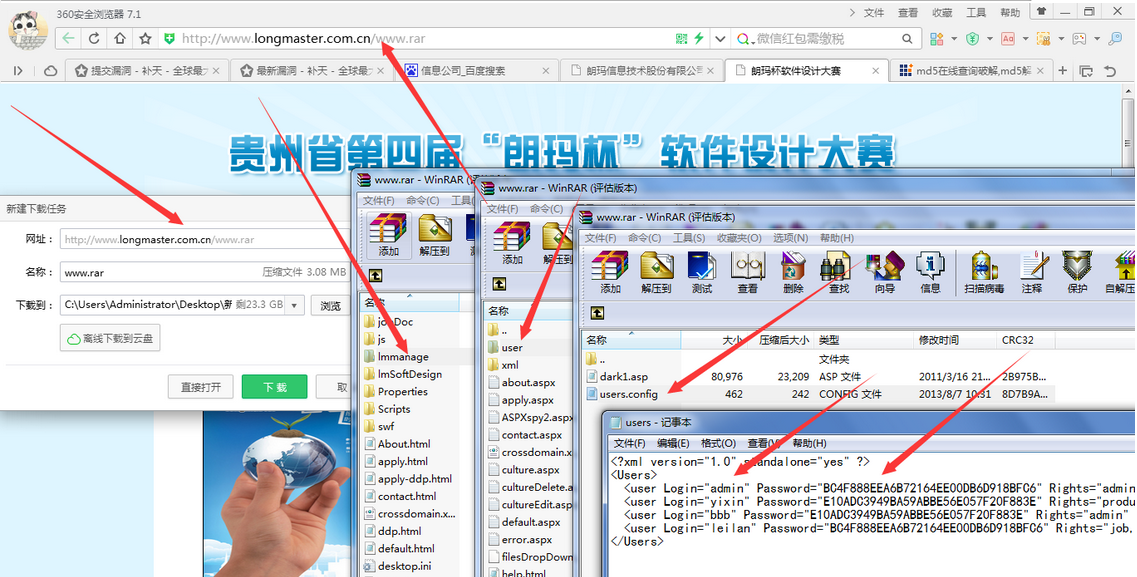 360安全浏览器 7.1
文件 查看 收藏 工具 帮助
http://www.longmaster.com.cn/www.rar
微信红包需缴税
提交漏洞 - 补天 - 全球最
最新漏洞 - 补天 - 全球最
信息公司_百度搜索
朗玛信息技术股份有限公司
朗玛杯软件设计大赛
md5在线查询破解,md5解
贵州省第四届“朗玛杯”软件设计大赛
新建下载任务
网址： http://www.longmaster.com.cn/www.rar
名称： www.rar 压缩文件 3.08 MB
下载到： C:\Users\Administrator\Desktop\ 剩23.3 GB 浏览
离线下载到云盘
直接打开 下 载 取
www.rar - WinRAR (评估版
文件(F) 命令(C) 工具
添加 解压到
名称
js
lmmanage
lmSoftDesign
Properties
Scripts
swf
About.html
apply.html
apply-ddp.html
contact.html
crossdomain.x...
ddp.html
default.html
desktop.ini
www.rar - WinRAR (评估版本)
文件(F) 命令(C)
添加 解压到
名称
..
user
xml
about.aspx
apply.aspx
ASPXspy2.aspx
contact.aspx
crossdomain.x
culture.aspx
cultureDelete.a
cultureEdit.asp
default.aspx
error.aspx
filesDropDown
help.html
www.rar - WinRAR (评估版本)
文件(F) 命令(C) 工具(S) 收藏夹(O) 选项(N) 帮助(H)
添加 解压到 测试 查看 删除 查找 向导 信息 扫描病毒 注释 保护 自解压
名称 大小 压缩后大小 类型 修改时间 CRC32
.. 文件夹
dark1.asp 80,976 23,209 ASP 文件 2011/3/16 21... 2B975B...
users.config 462 242 CONFIG 文件 2013/8/7 10:31 8D7B9A...
users - 记事本
文件(F) 编辑(E) 格式(O) 查看(V) 帮助(H)
<?xml version="1.0" standalone="yes" ?>
<Users>
<user Login="admin" Password="BC4F888EEA6B72164EE00DB6D918BFC6" Rights="admin
<user Login="yixin" Password="E10ADC3949BA59ABBE56E057F20F883E" Rights="produ
<user Login="bbb" Password="E10ADC3949BA59ABBE56E057F20F883E" Rights="admin"
<user Login="leilan" Password="BC4F888EEA6B72164EE00DB6D918BFC6" Rights="job,
</Users>